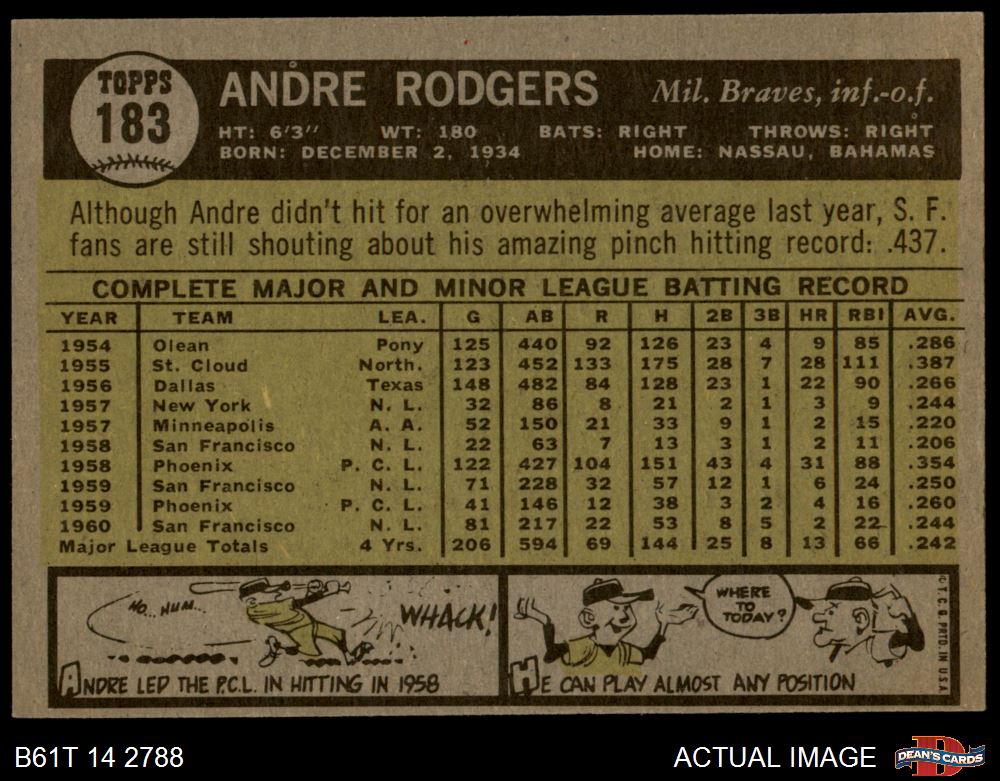 TOPPS
183
ANDRE RODGERS
Mil. Braves, inf.-o.f.
HT: 6'3" WT: 180 BATS: RIGHT THROWS: RIGHT
BORN: DECEMBER 2, 1934 HOME: NASSAU, BAHAMAS
Although Andre didn't hit for an overwhelming average last year, S. F.
fans are still shouting about his amazing pinch hitting record: .437.
COMPLETE MAJOR AND MINOR LEAGUE BATTING RECORD
YEAR TEAM LEA. G AB R H 2B 3B HR RBI AVG.
1954 Olean Pony 125 440 92 126 23 4 9 85 .286
1955 St. Cloud North. 123 452 133 175 28 7 28 111 .387
1956 Dallas Texas 148 482 84 128 23 1 22 90 .266
1957 New York N. L. 32 86 8 21 2 1 3 9 .244
1957 Minneapolis A. A. 52 150 21 33 9 1 2 15 .220
1958 San Francisco N. L. 22 63 7 13 3 1 2 11 .206
1958 Phoenix P. C. L. 122 427 104 151 43 4 31 88 .354
1959 San Francisco N. L. 71 228 32 57 12 1 6 24 .250
1959 Phoenix P. C. L. 41 146 12 38 3 2 4 16 .260
1960 San Francisco N. L. 81 217 22 53 8 5 2 22 .244
Major League Totals 4 Yrs. 206 594 69 144 25 8 13 66 .242
HO.. HUM...
WHACK!
ANDRE LED THE P.C.L. IN HITTING IN 1958
WHERE
TO
TODAY?
HE CAN PLAY ALMOST ANY POSITION
© T. C. G. PRTD. IN U.S.A.
B61T 14 2788
ACTUAL IMAGE
D
DEAN'S CARDS